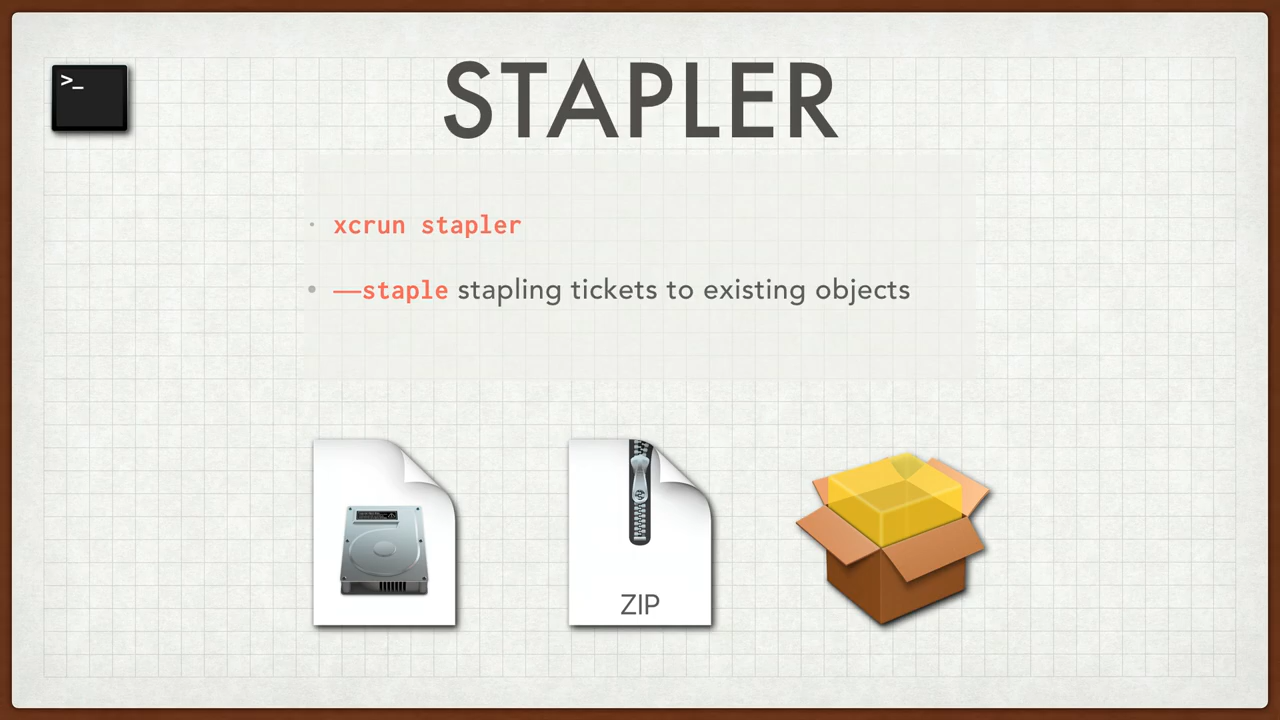 >_
STAPLER
• xcrun stapler
• —staple stapling tickets to existing objects
ZIP